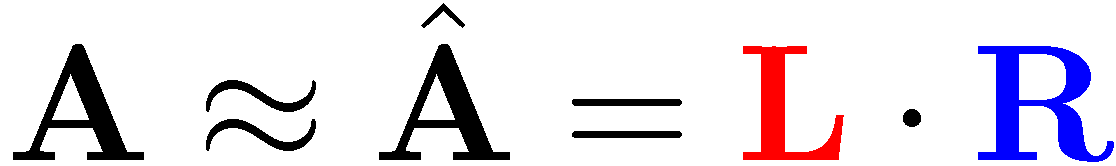 A ≈ Â = L · R